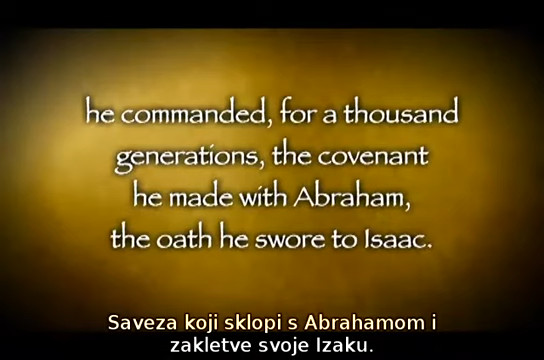 he commanded, for a thousand
generations, the covenant
he made with Abraham,
the oath he swore to Isaac.
Saveza koji sklopi s Abrahamom i
zakletve svoje Izaku.